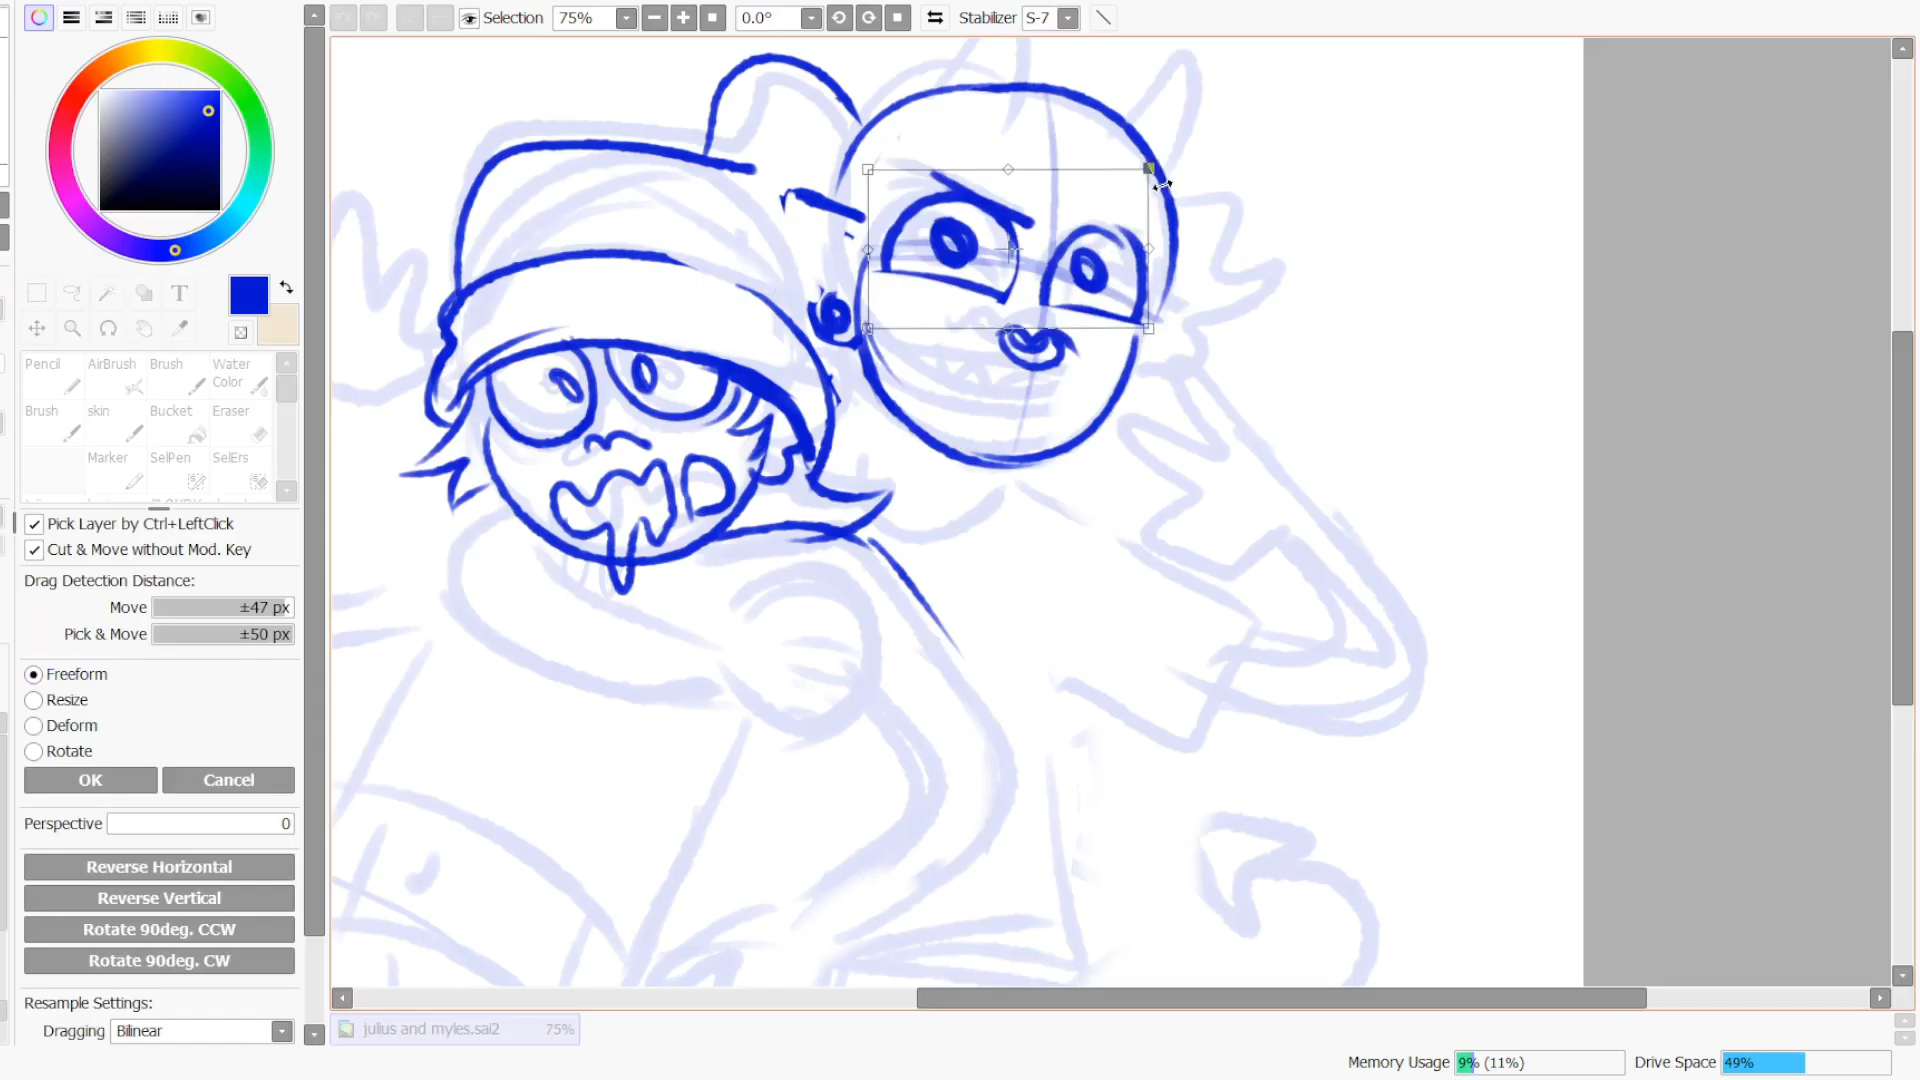 Selection 75% 0.0° Stabilizer S-7
T
Pencil AirBrush Brush Water Color
Brush skin Bucket Eraser
Marker SelPen SelErs
Pick Layer by Ctrl+LeftClick
Cut & Move without Mod. Key
Drag Detection Distance:
Move ±47 px
Pick & Move ±50 px
Freeform
Resize
Deform
Rotate
OK Cancel
Perspective 0
Reverse Horizontal
Reverse Vertical
Rotate 90deg. CCW
Rotate 90deg. CW
Resample Settings:
Dragging Bilinear
julius and myles.sai2 75%
Memory Usage 9% (11%) Drive Space 49%